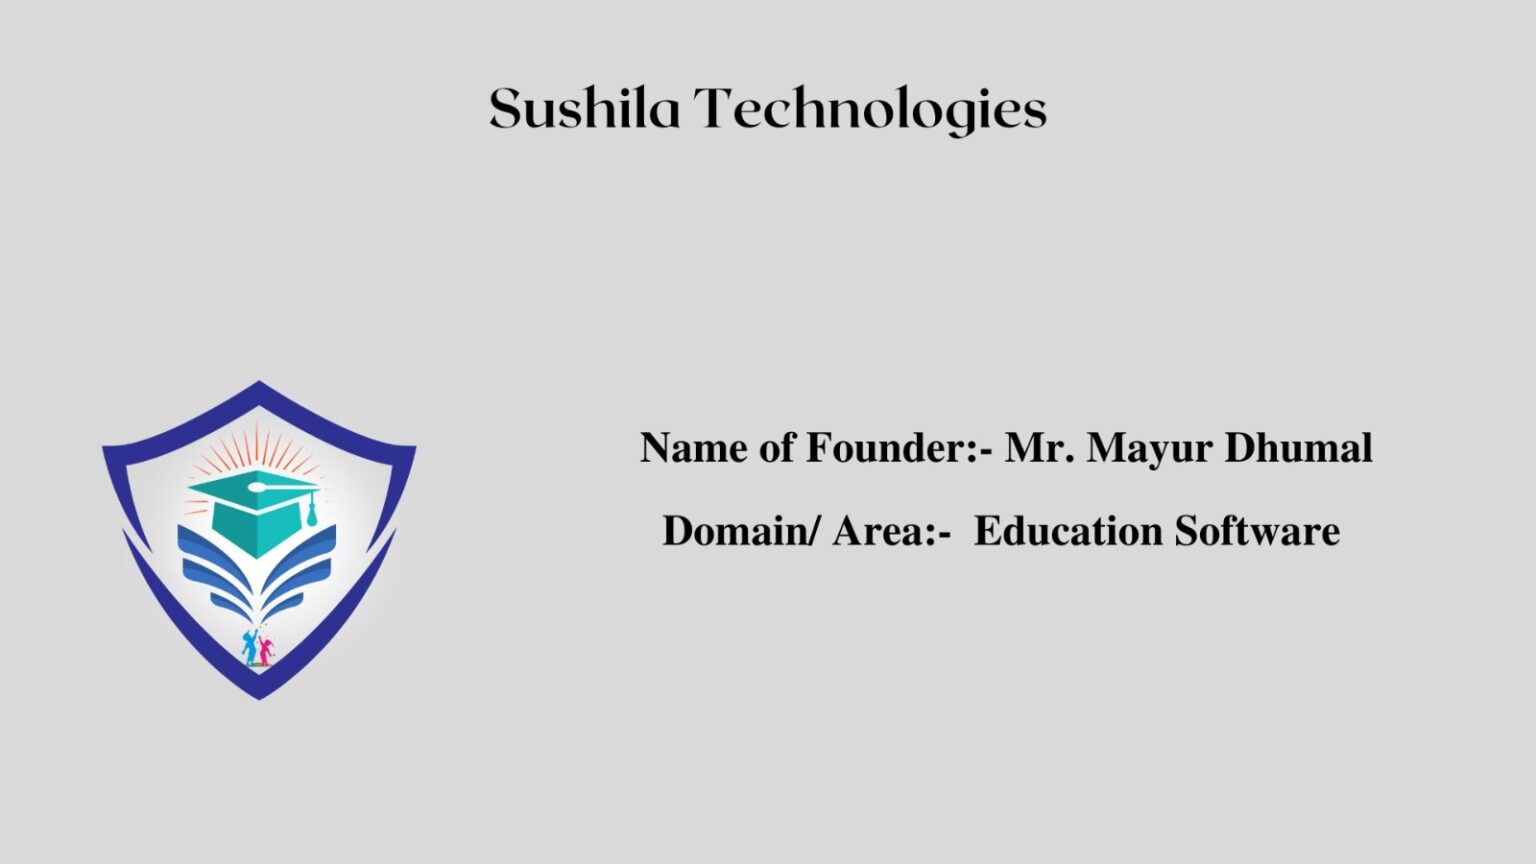 Sushila Technologies
Name of Founder:- Mr. Mayur Dhumal
Domain/ Area:-  Education Software